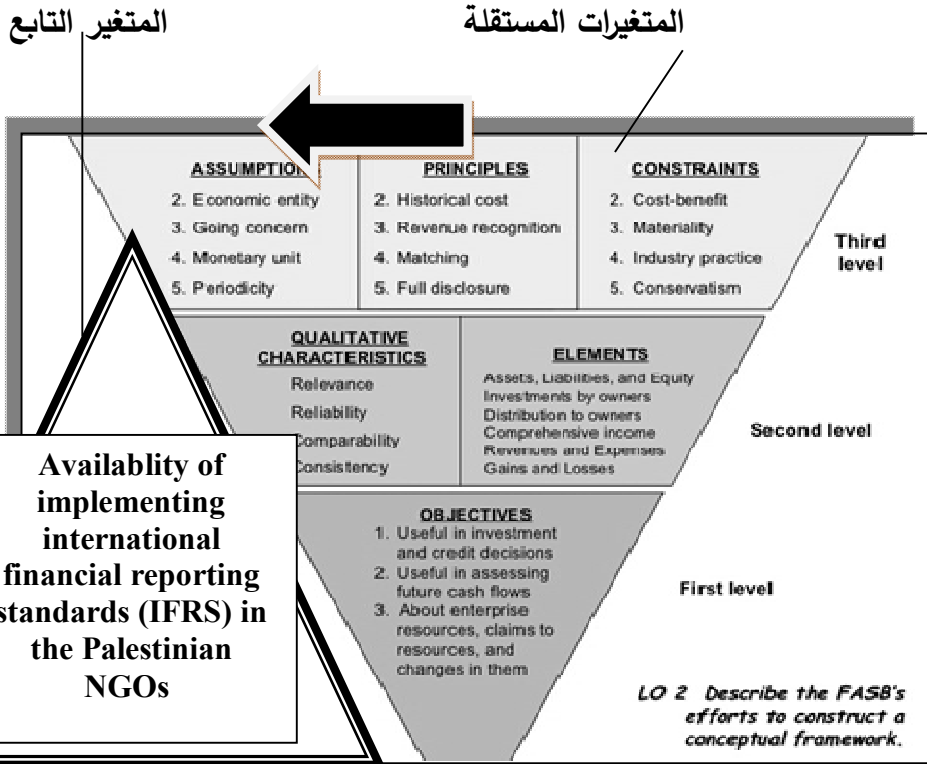 المتغيرات المستقلة
المتغير التابع
ASSUMPTION
2. Economic entity
3. Going concern
4. Monetary unit
5. Periodicity
PRINCIPLES
2. Historical cost
3. Revenue recognition
4. Matching
5. Full disclosure
CONSTRAINTS
2. Cost-benefit
3. Materiality
4. Industry practice
5. Conservatism
Third
level
QUALITATIVE
CHARACTERISTICS
Relevance
Reliability
Comparability
Consistency
ELEMENTS
Assets, Liabilities, and Equity
Investments by owners
Distribution to owners
Comprehensive income
Revenues and Expenses
Gains and Losses
Second level
Availablity of
implementing
international
financial reporting
standards (IFRS) in
the Palestinian
NGOs
OBJECTIVES
1. Useful in investment
and credit decisions
2. Useful in assessing
future cash flows
3. About enterprise
resources, claims to
resources, and
changes in them
First level
LO 2 Describe the FASB's
efforts to construct a
conceptual framework.